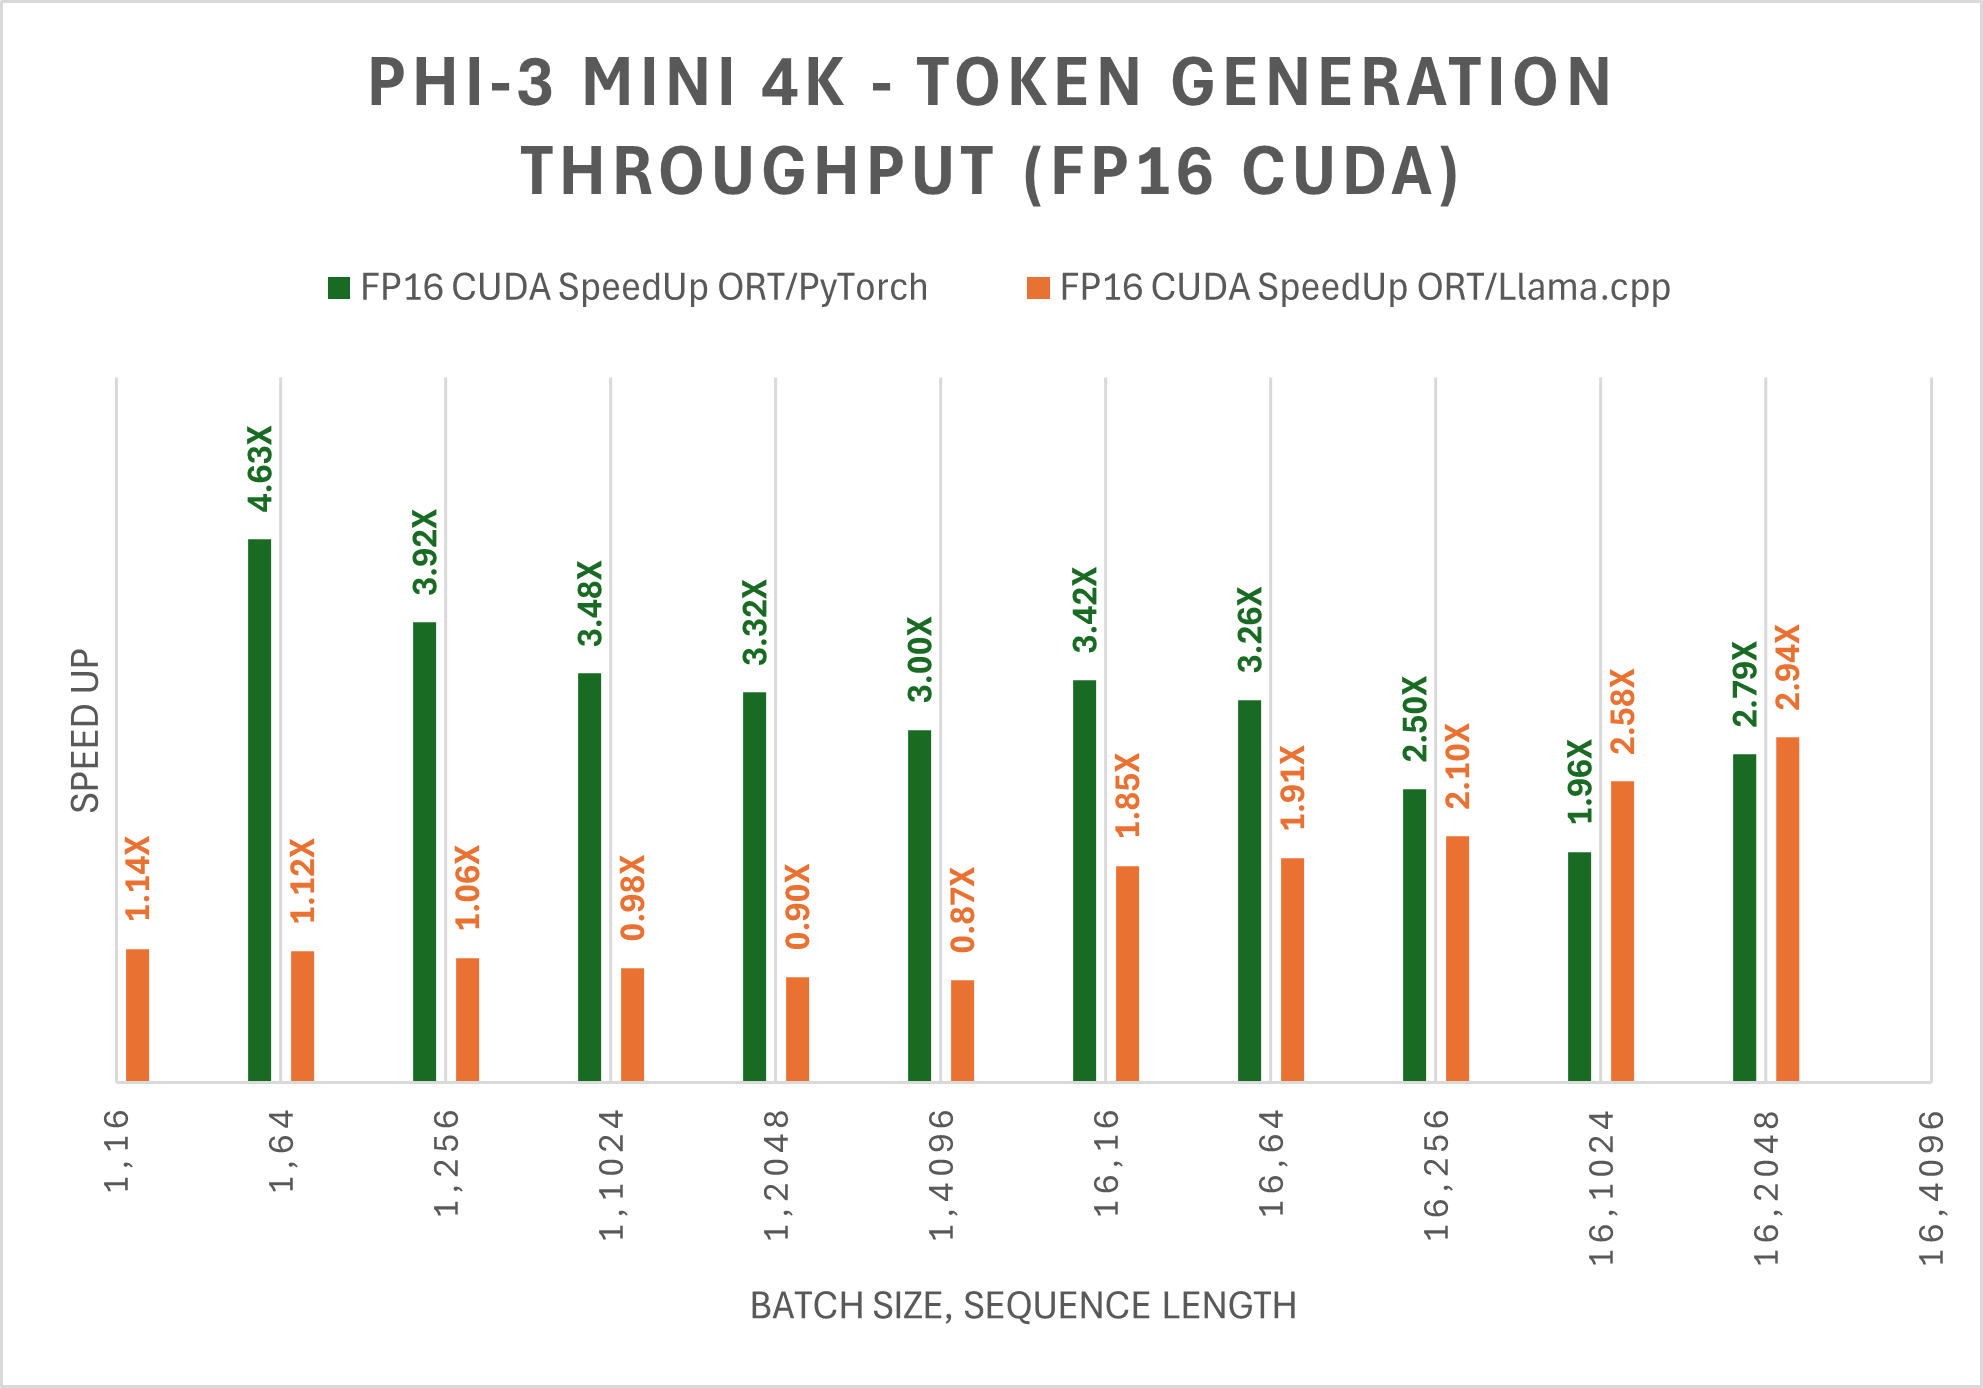 PHI-3 MINI 4K - TOKEN GENERATION
THROUGHPUT (FP16 CUDA)
FP16 CUDA SpeedUp ORT/PyTorch
FP16 CUDA SpeedUp ORT/Llama.cpp
SPEED UP
1.14X
4.63X
1.12X
3.92X
1.06X
3.48X
0.98X
3.32X
0.90X
3.00X
0.87X
3.42X
1.85X
3.26X
1.91X
2.50X
2.10X
1.96X
2.58X
2.79X
2.94X
1,16
1,64
1,256
1,1024
1,2048
1,4096
16,16
16,64
16,256
16,1024
16,2048
16,4096
BATCH SIZE, SEQUENCE LENGTH